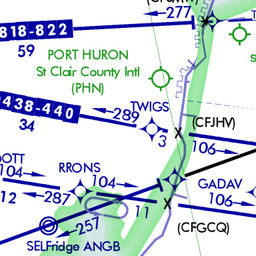 277
818-822
59
PORT HURON
St Clair County Intl
(PHN)
438-440
289
34
TWIGS
3
(CFJHV)
106
104
RRONS
104
GADAV
12
287
11
106
257
(CFGCQ)
SELFridge ANGB